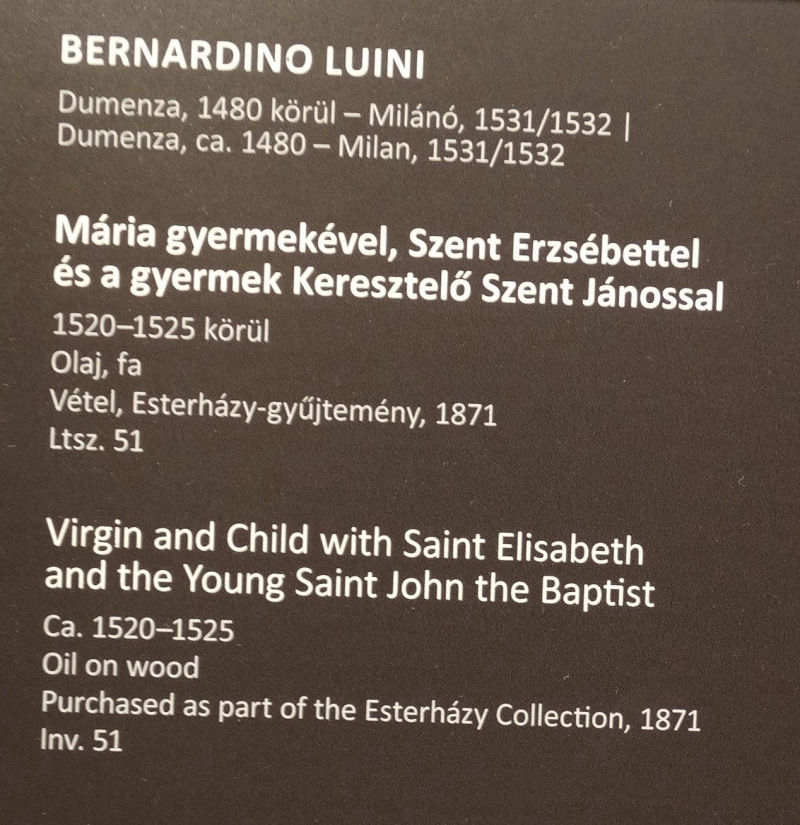 BERNARDINO LUINI
Dumenza, 1480 körül – Milánó, 1531/1532 |
Dumenza, ca. 1480 – Milan, 1531/1532
Mária gyermekével, Szent Erzsébettel
és a gyermek Keresztelő Szent Jánossal
1520–1525 körül
Olaj, fa
Vétel, Esterházy-gyűjtemény, 1871
Ltsz. 51
Virgin and Child with Saint Elisabeth
and the Young Saint John the Baptist
Ca. 1520–1525
Oil on wood
Purchased as part of the Esterházy Collection, 1871
Inv. 51